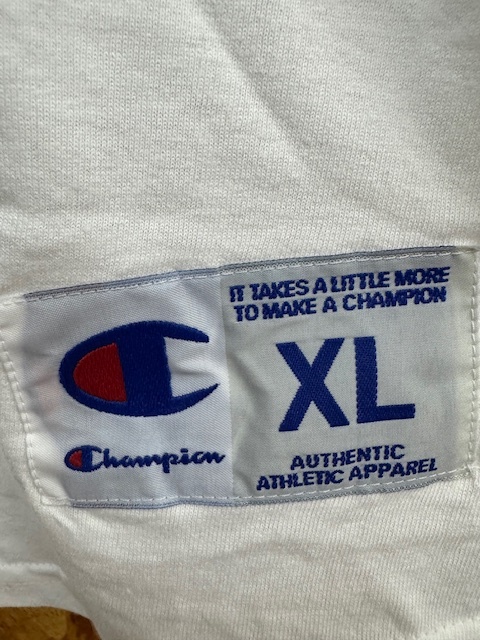 IT TAKES A LITTLE MORE
TO MAKE A CHAMPION
XL
AUTHENTIC
ATHLETIC APPAREL
Champion